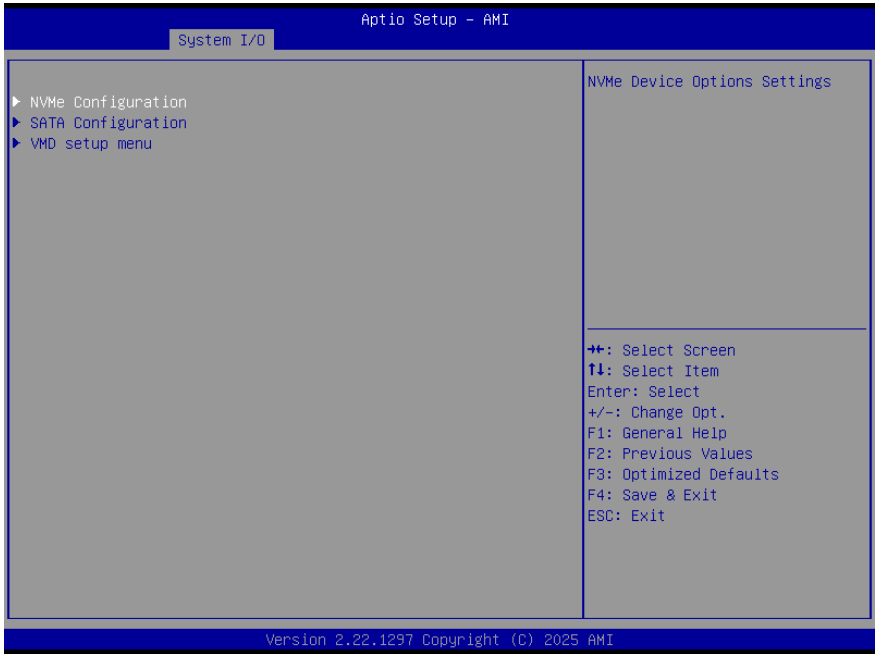 Aptio Setup – AMI
System I/O
NVMe Configuration
SATA Configuration
VMD setup menu
NVMe Device Options Settings
→←: Select Screen
↑↓: Select Item
Enter: Select
+/-: Change Opt.
F1: General Help
F2: Previous Values
F3: Optimized Defaults
F4: Save & Exit
ESC: Exit
Version 2.22.1297 Copyright (C) 2025 AMI